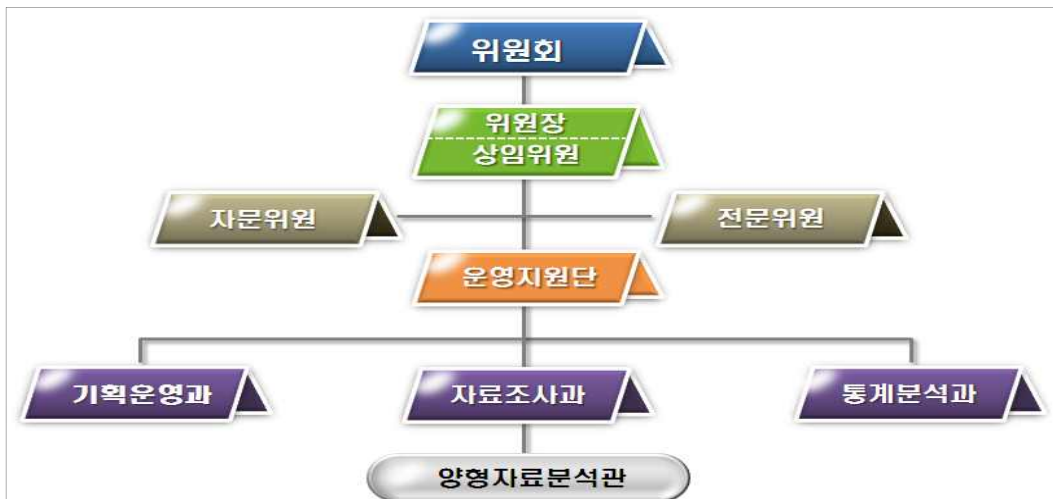 위원회
위원장
상임위원
자문위원
전문위원
운영지원단
기획운영과
자료조사과
통계분석과
양형자료분석관